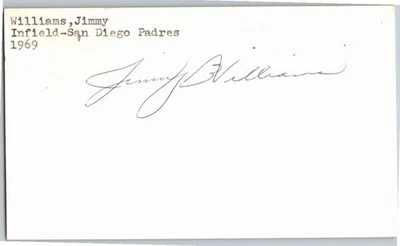 Williams,Jimmy
Infield-San Diego Padres
1969
Jimmy Williams